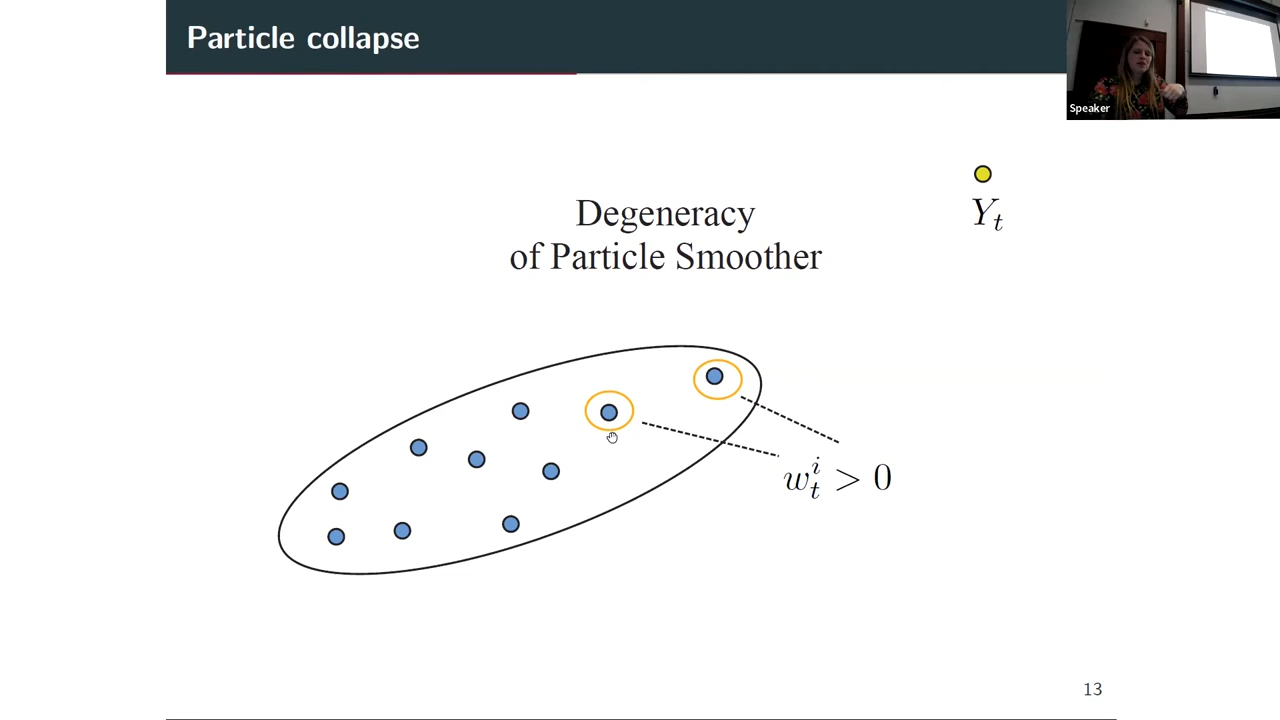 Particle collapse
Speaker
Y_t
Degeneracy
of Particle Smoother
w_t^i > 0
13